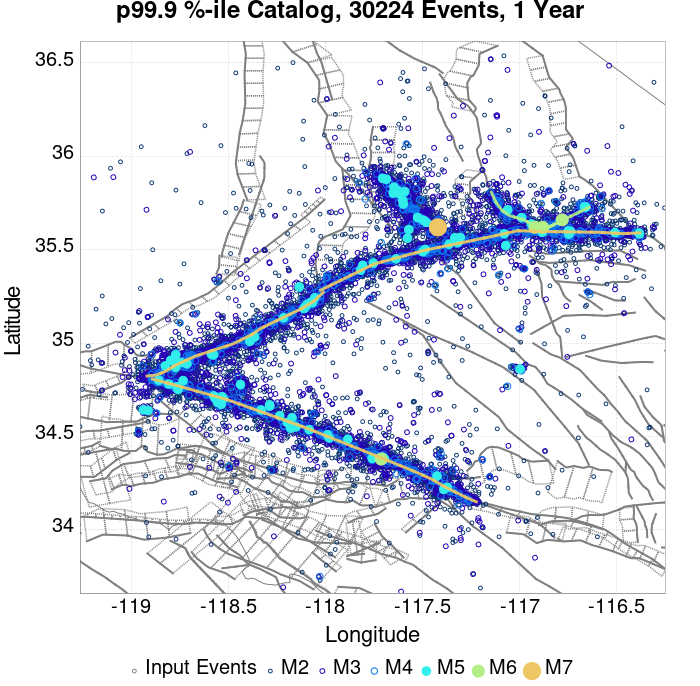 p99.9 %-ile Catalog, 30224 Events, 1 Year
36.5
36
35.5
35
34.5
34
Latitude
-119 -118.5 -118 -117.5 -117 -116.5
Longitude
Input Events M2 M3 M4 M5 M6 M7